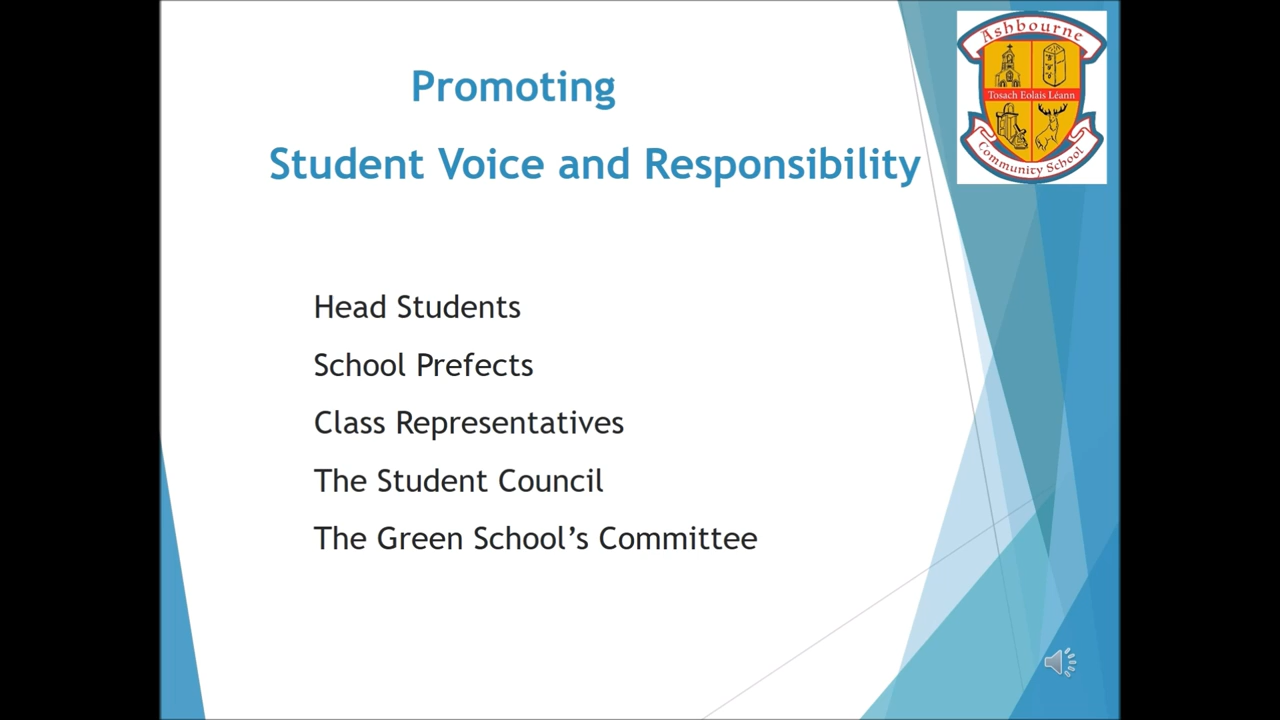 Promoting
Student Voice and Responsibility
Ashbourne
Tosach Eolais Léann
Community School
Head Students
School Prefects
Class Representatives
The Student Council
The Green School’s Committee